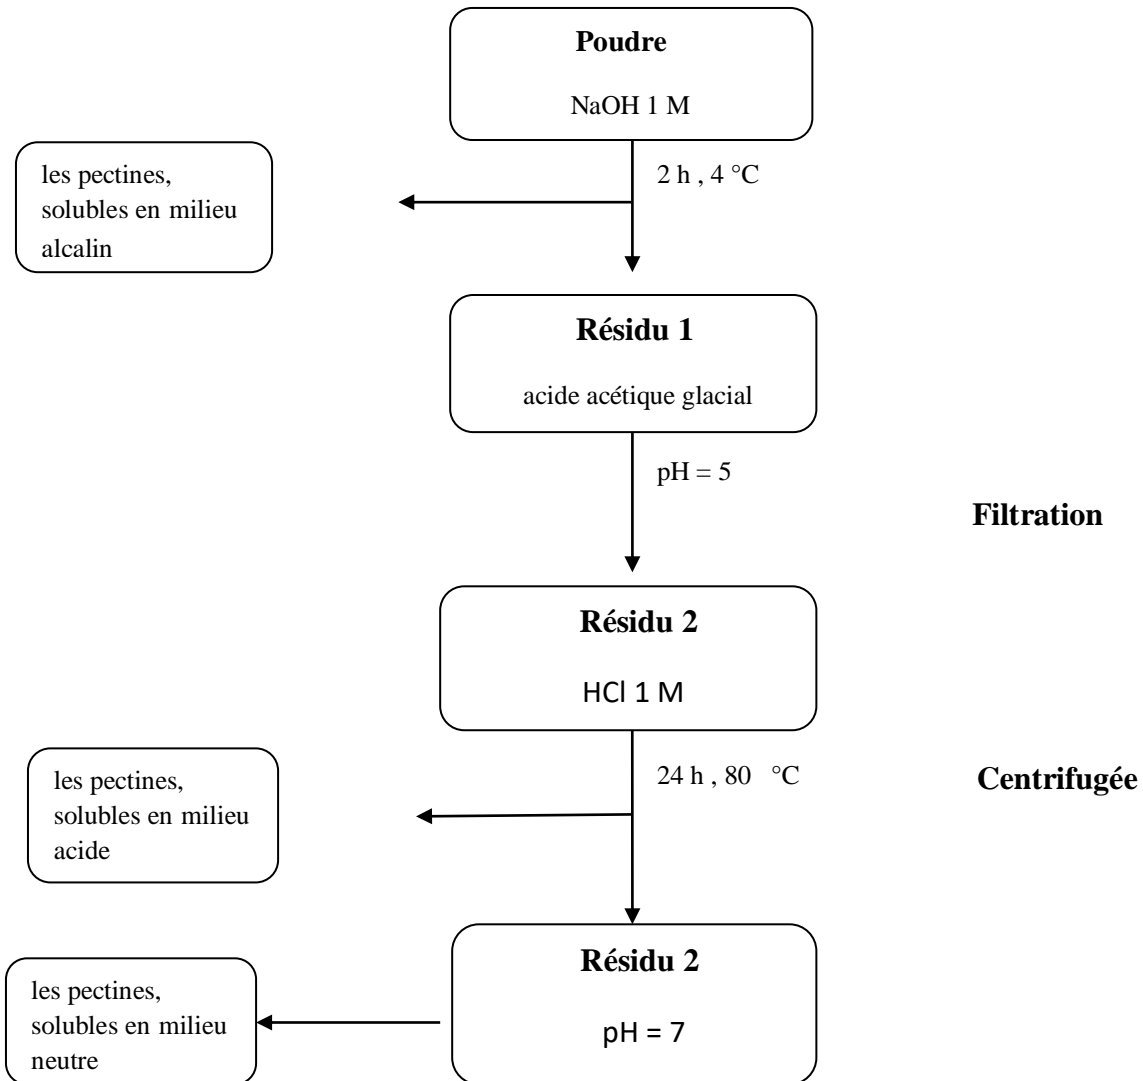 Poudre
NaOH 1 M
2 h , 4 °C
les pectines,
solubles en milieu
alcalin
Résidu 1
acide acétique glacial
pH = 5
Filtration
Résidu 2
HCl 1 M
24 h , 80 °C
Centrifugée
les pectines,
solubles en milieu
acide
Résidu 2
pH = 7
les pectines,
solubles en milieu
neutre